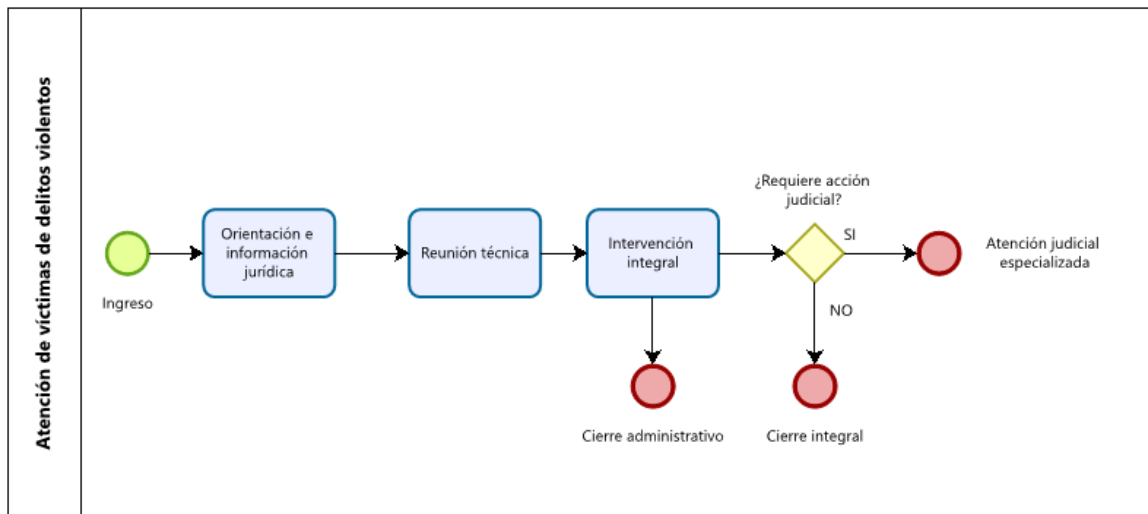 Atención de víctimas de delitos violentos
Ingreso
Orientación e
información
jurídica
Reunión técnica
Intervención
integral
¿Requiere acción
judicial?
SI
Atención judicial
especializada
NO
Cierre administrativo
Cierre integral